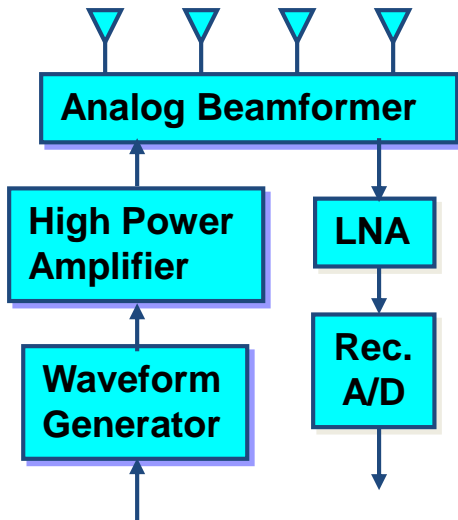 Analog Beamformer
High Power
Amplifier
LNA
Waveform
Generator
Rec.
A/D